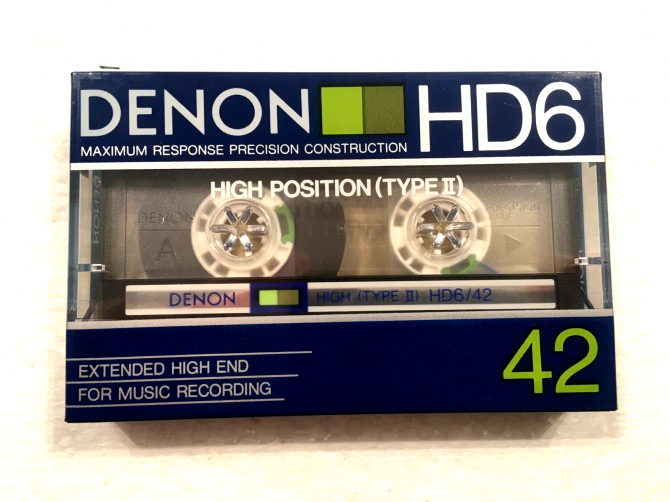 DENON HD6
MAXIMUM RESPONSE PRECISION CONSTRUCTION
HIGH POSITION (TYPE II)
DENON
A
DENON HIGH (TYPE II) HD6/42
EXTENDED HIGH END
FOR MUSIC RECORDING
42